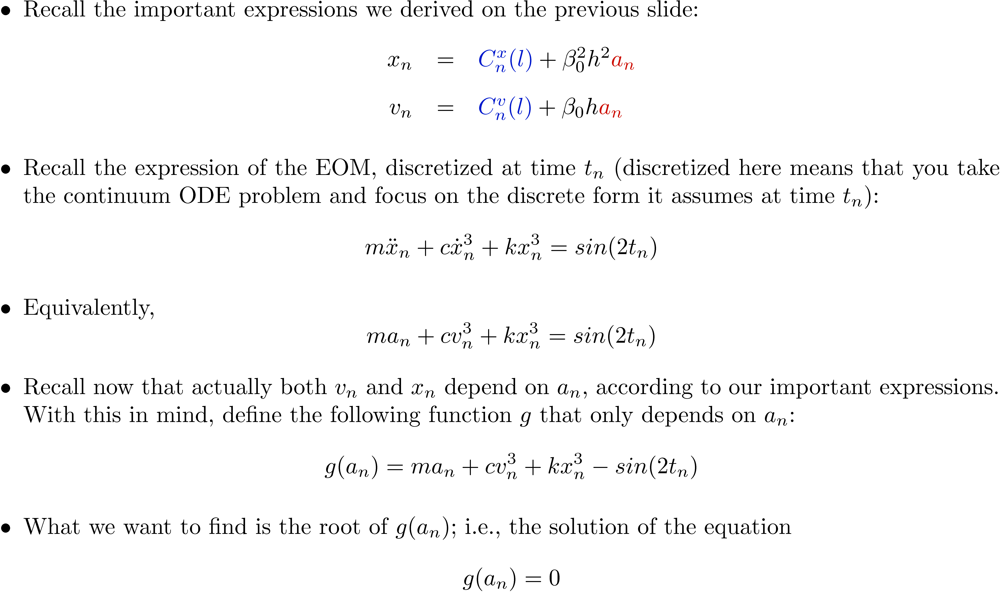 • Recall the important expressions we derived on the previous slide:
$x_n = C_n^x(l) + \beta_0^2 h^2 a_n$
$v_n = C_n^v(l) + \beta_0 h a_n$
• Recall the expression of the EOM, discretized at time $t_n$ (discretized here means that you take
the continuum ODE problem and focus on the discrete form it assumes at time $t_n$):
$m\ddot{x}_n + c\dot{x}_n^3 + kx_n^3 = sin(2t_n)$
• Equivalently,
$ma_n + cv_n^3 + kx_n^3 = sin(2t_n)$
• Recall now that actually both $v_n$ and $x_n$ depend on $a_n$, according to our important expressions.
With this in mind, define the following function $g$ that only depends on $a_n$:
$g(a_n) = ma_n + cv_n^3 + kx_n^3 - sin(2t_n)$
• What we want to find is the root of $g(a_n)$; i.e., the solution of the equation
$g(a_n) = 0$